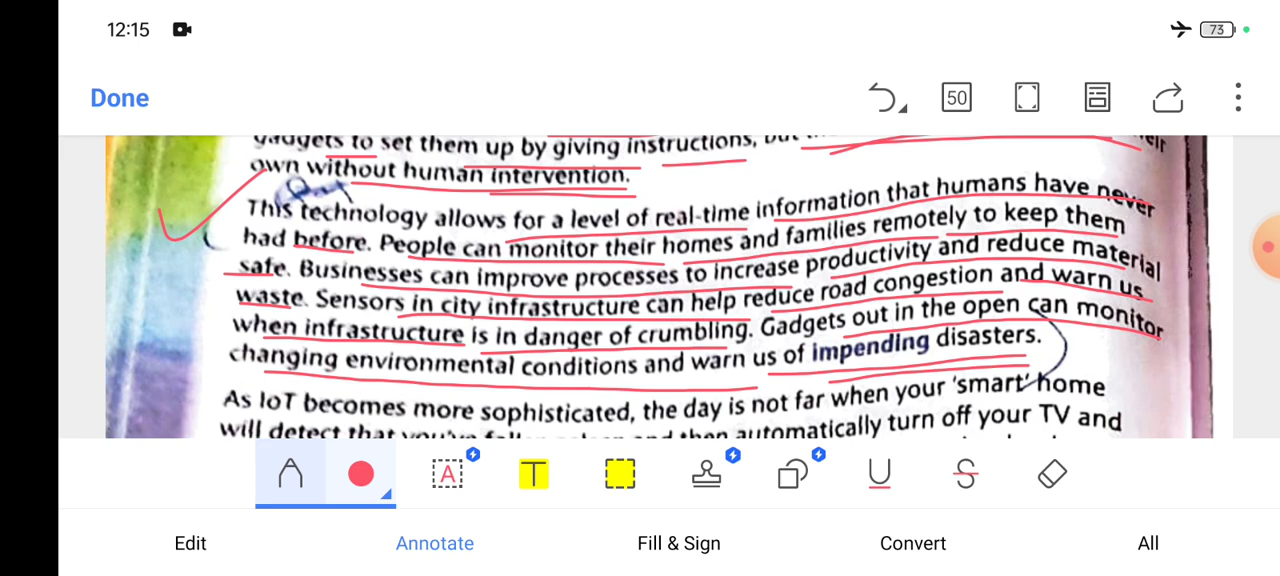 12:15
73
Done
50
gadgets to set them up by giving instructions,
own without human intervention.
This technology allows for a level of real-time information that humans have never
had before. People can monitor their homes and families remotely to keep them
safe. Businesses can improve processes to increase productivity and reduce material
waste. Sensors in city infrastructure can help reduce road congestion and warn us
when infrastructure is in danger of crumbling. Gadgets out in the open can monitor
changing environmental conditions and warn us of impending disasters.
As IoT becomes more sophisticated, the day is not far when your 'smart' home
will detect that automatically turn off your TV and
A
T
U
S
Edit
Annotate
Fill & Sign
Convert
All